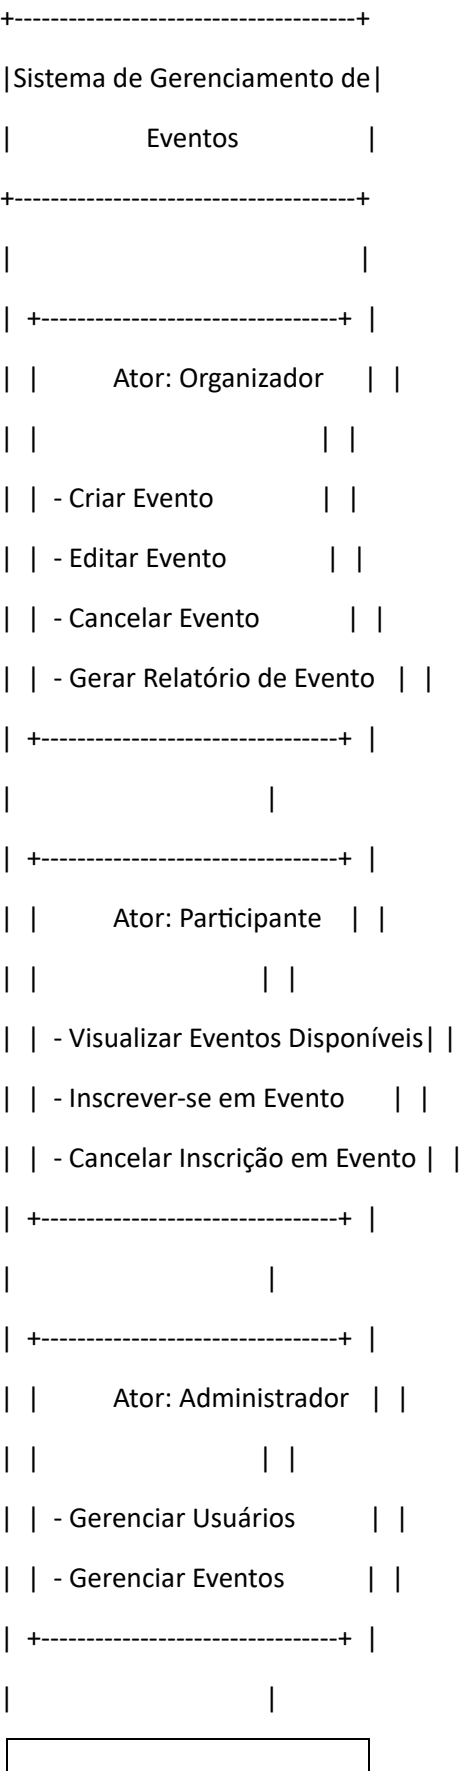 +--------------------------------------+
|Sistema de Gerenciamento de|
| Eventos |
+--------------------------------------+
| |
| +---------------------------------+ |
| | Ator: Organizador | |
| | | |
| | - Criar Evento | |
| | - Editar Evento | |
| | - Cancelar Evento | |
| | - Gerar Relatório de Evento | |
| +---------------------------------+ |
| |
| +---------------------------------+ |
| | Ator: Participante | |
| | | |
| | - Visualizar Eventos Disponíveis| |
| | - Inscrever-se em Evento | |
| | - Cancelar Inscrição em Evento | |
| +---------------------------------+ |
| |
| +---------------------------------+ |
| | Ator: Administrador | |
| | | |
| | - Gerenciar Usuários | |
| | - Gerenciar Eventos | |
| +---------------------------------+ |
| |